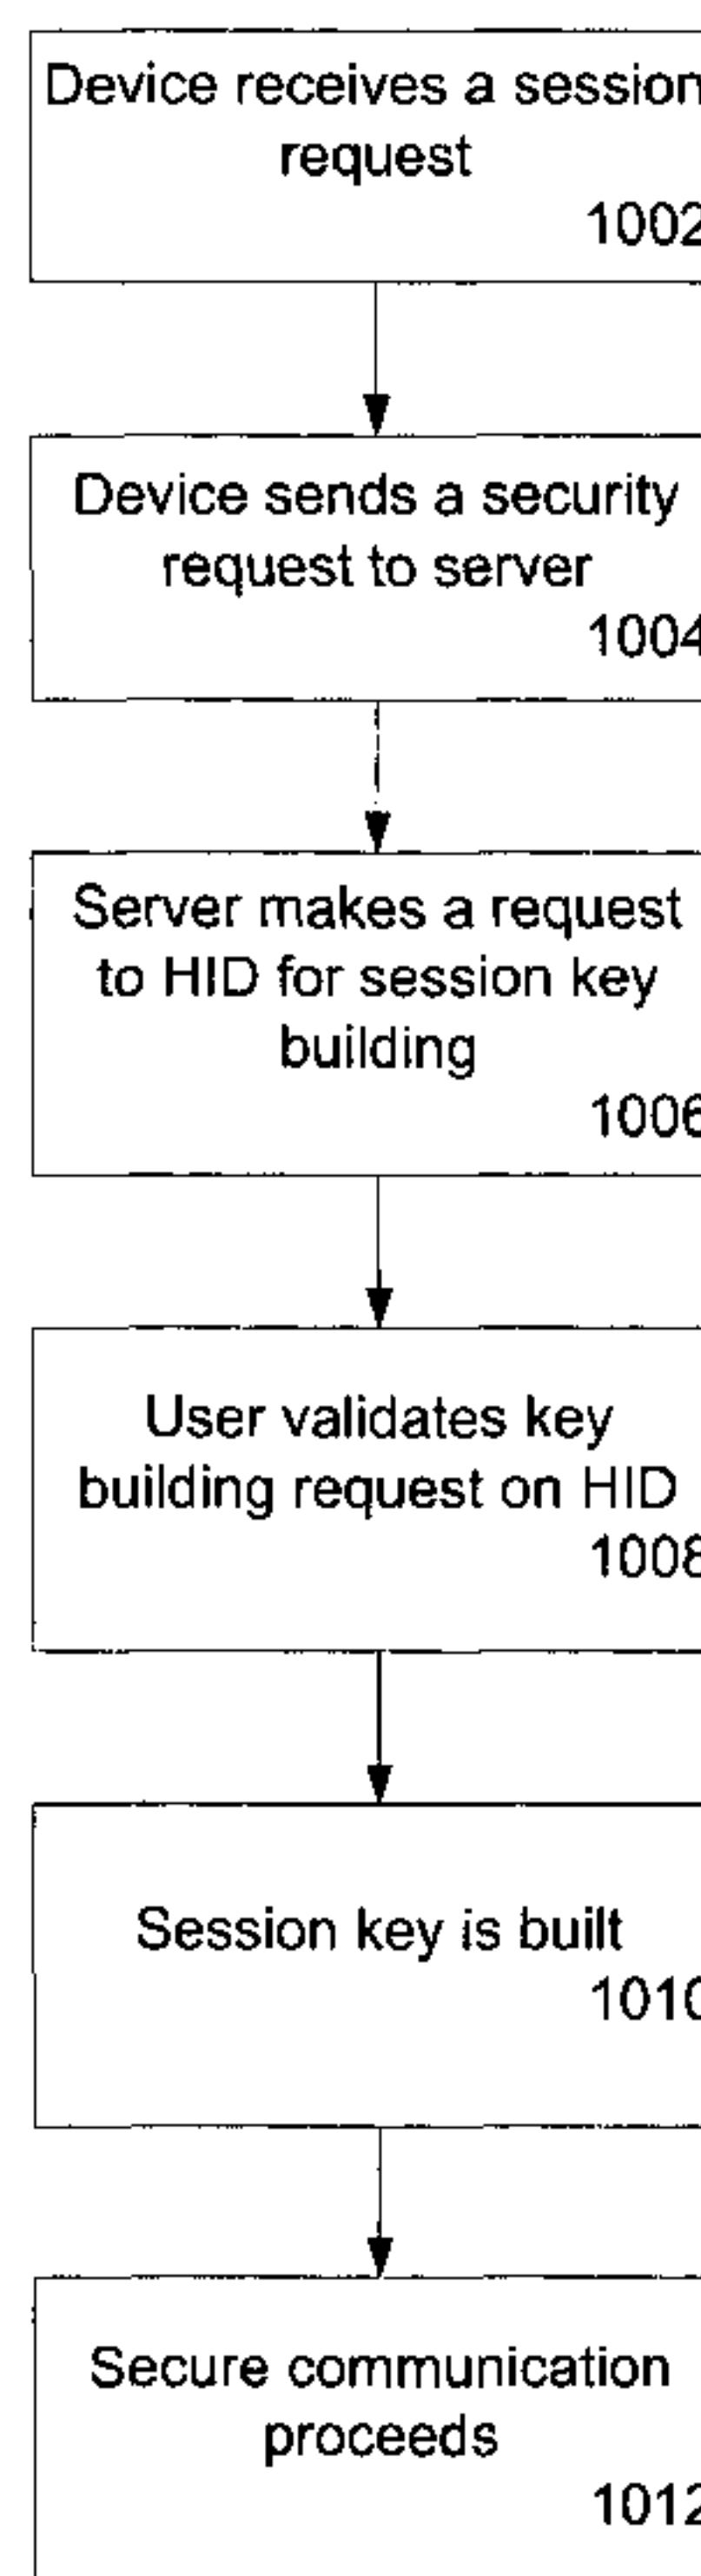 Device receives a session
request
1002
Device sends a security
request to server
1004
Server makes a request
to HID for session key
building
1006
User validates key
building request on HID
1008
Session key is built
1010
Secure communication
proceeds
1012